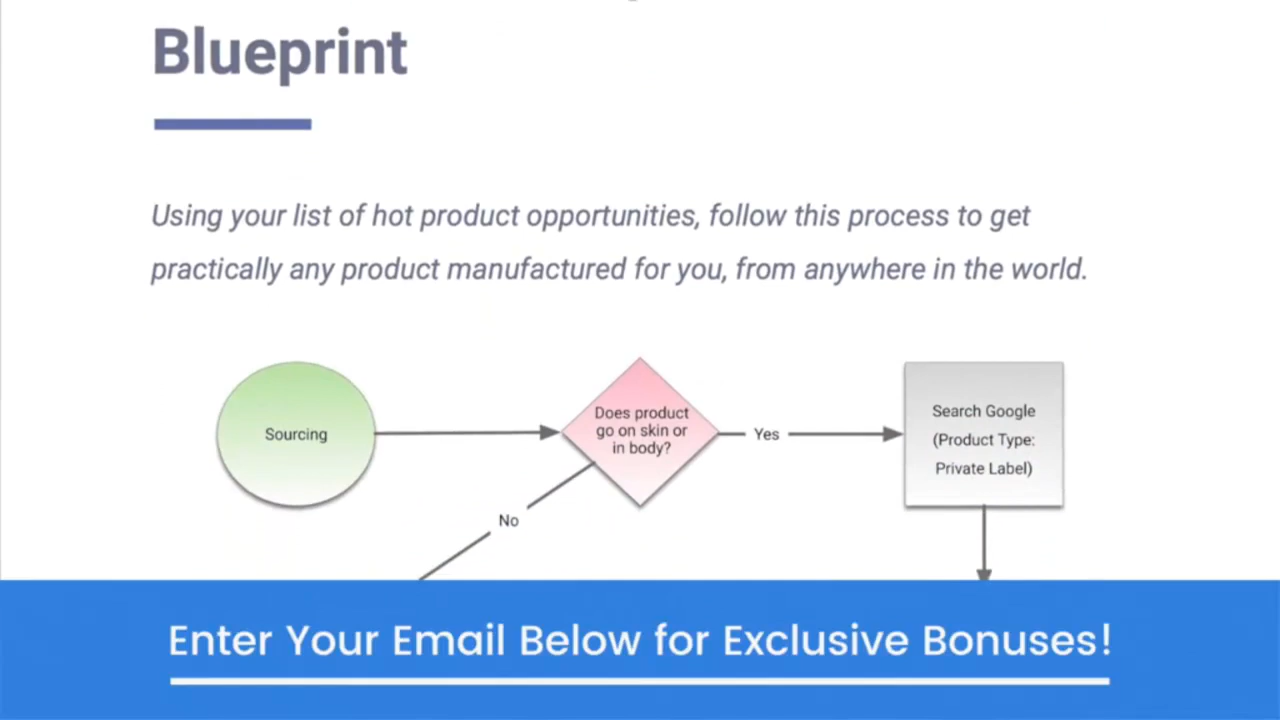 Blueprint
Using your list of hot product opportunities, follow this process to get
practically any product manufactured for you, from anywhere in the world.
Sourcing
Does product
go on skin or
in body?
Yes
Search Google
(Product Type:
Private Label)
No
Enter Your Email Below for Exclusive Bonuses!